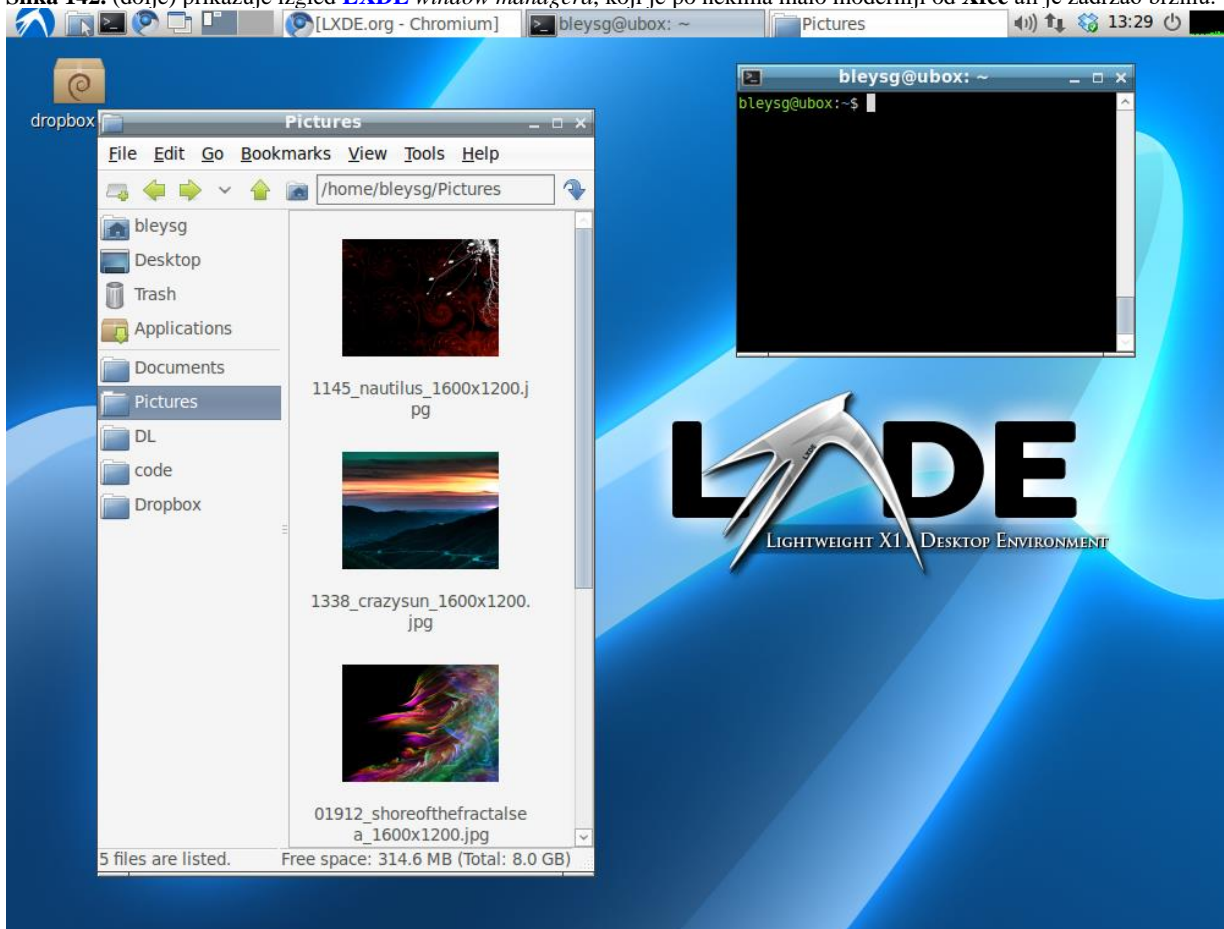 Slika 142. (dolje) prikazuje izgled LXDE window managera, koji je po nekima malo moderniji od Xfce ali je zadržao brzinu.
[LXDE.org - Chromium] bleysg@ubox: ~ Pictures 13:29
dropbox
Pictures
File Edit Go Bookmarks View Tools Help
/home/bleysg/Pictures
bleysg
Desktop
Trash
Applications
Documents
Pictures
DL
code
Dropbox
1145_nautilus_1600x1200.j
pg
1338_crazysun_1600x1200.
jpg
01912_shoreofthefractalse
a_1600x1200.jpg
5 files are listed. Free space: 314.6 MB (Total: 8.0 GB)
bleysg@ubox: ~
bleysg@ubox:~$
LXDE
LXDE
LIGHTWEIGHT X11 DESKTOP ENVIRONMENT